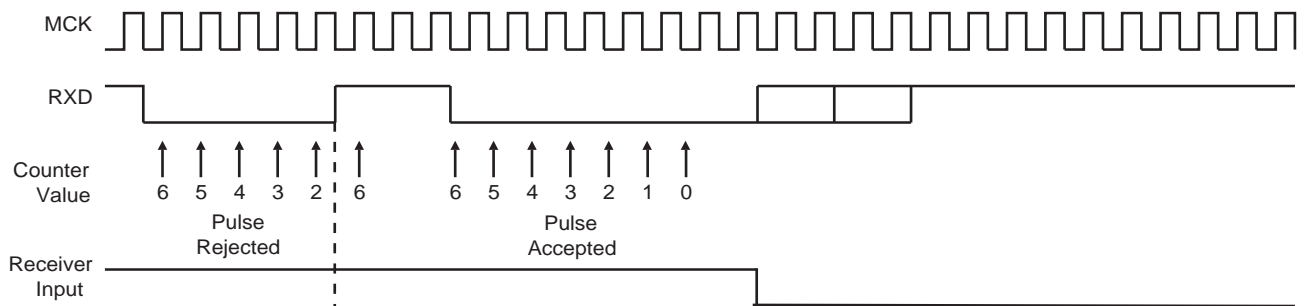 MCK
RXD
Counter
Value
6 5 4 3 2 6 6 5 4 3 2 1 0
Pulse
Rejected
Pulse
Accepted
Receiver
Input